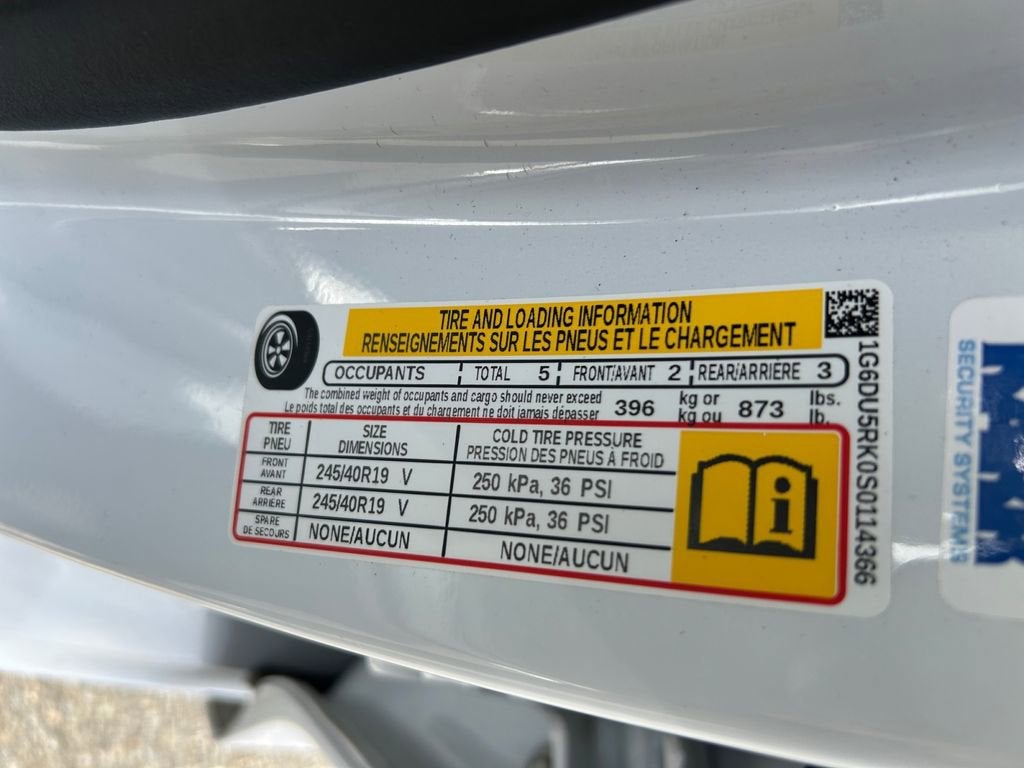 TIRE AND LOADING INFORMATION
RENSEIGNEMENTS SUR LES PNEUS ET LE CHARGEMENT
OCCUPANTS TOTAL 5 FRONT/AVANT 2 REAR/ARRIÈRE 3
The combined weight of occupants and cargo should never exceed 396 kg or 873 lbs.
Le poids total des occupants et du chargement ne doit jamais dépasser kg ou lb.
TIRE SIZE COLD TIRE PRESSURE
PNEU DIMENSIONS PRESSION DES PNEUS À FROID
FRONT
AVANT 245/40R19 V 250 kPa, 36 PSI
REAR
ARRIÈRE 245/40R19 V 250 kPa, 36 PSI
SPARE
DE SECOURS NONE/AUCUN NONE/AUCUN
i
1G6DU5RK0S0114366
SECURITY SYSTEMS